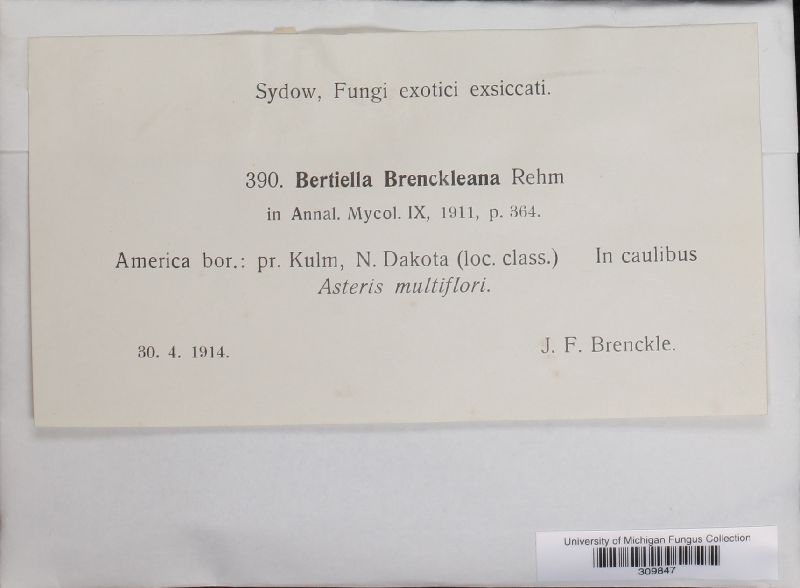 Sydow, Fungi exotici exsiccati.
390. Bertiella Brenckleana Rehm
in Annal. Mycol. IX, 1911, p. 364.
America bor.: pr. Kulm, N. Dakota (loc. class.) In caulibus
Asteris multiflori.
30. 4. 1914. J. F. Brenckle.
University of Michigan Fungus Collection
309847